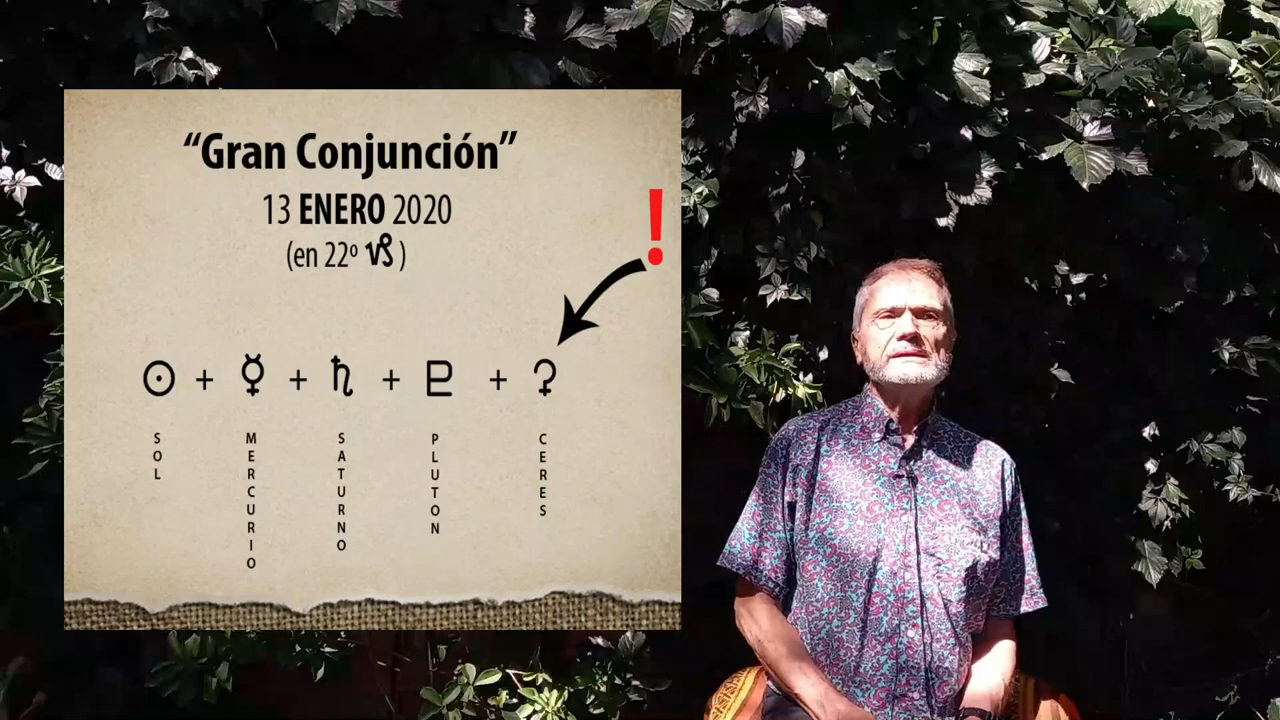 “Gran Conjunción”
13 ENERO 2020
(en 22º ♑)
!
☉ + ☿ + ♄ + ♇ + ⚳
SOL
MERCURIO
SATURNO
PLUTON
CERES